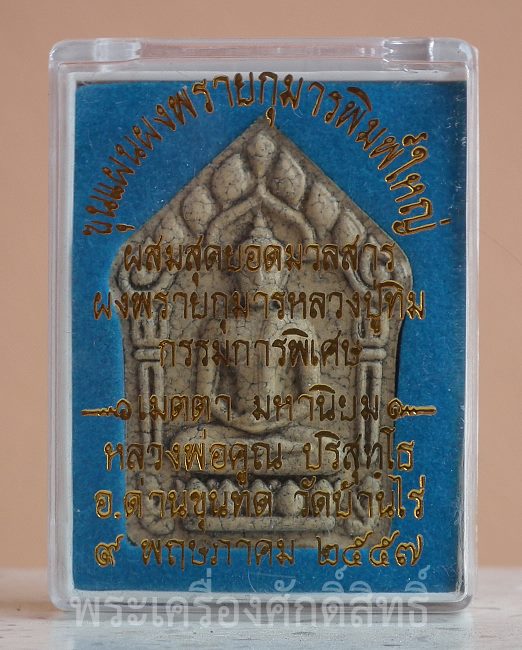 ขุนแผนผงพรายกุมารพิมพ์ใหญ่
ผสมสุดยอดมวลสาร
ผงพรายกุมารหลวงปู่ทิม
กรรมการพิเศษ
เมตตา มหานิยม
หลวงพ่อคูณ ปริสุทฺโธ
อ.ด่านขุนทด วัดบ้านไร่
๙ พฤษภาคม ๒๕๕๗
พระเครื่องศักดิ์สิทธิ์